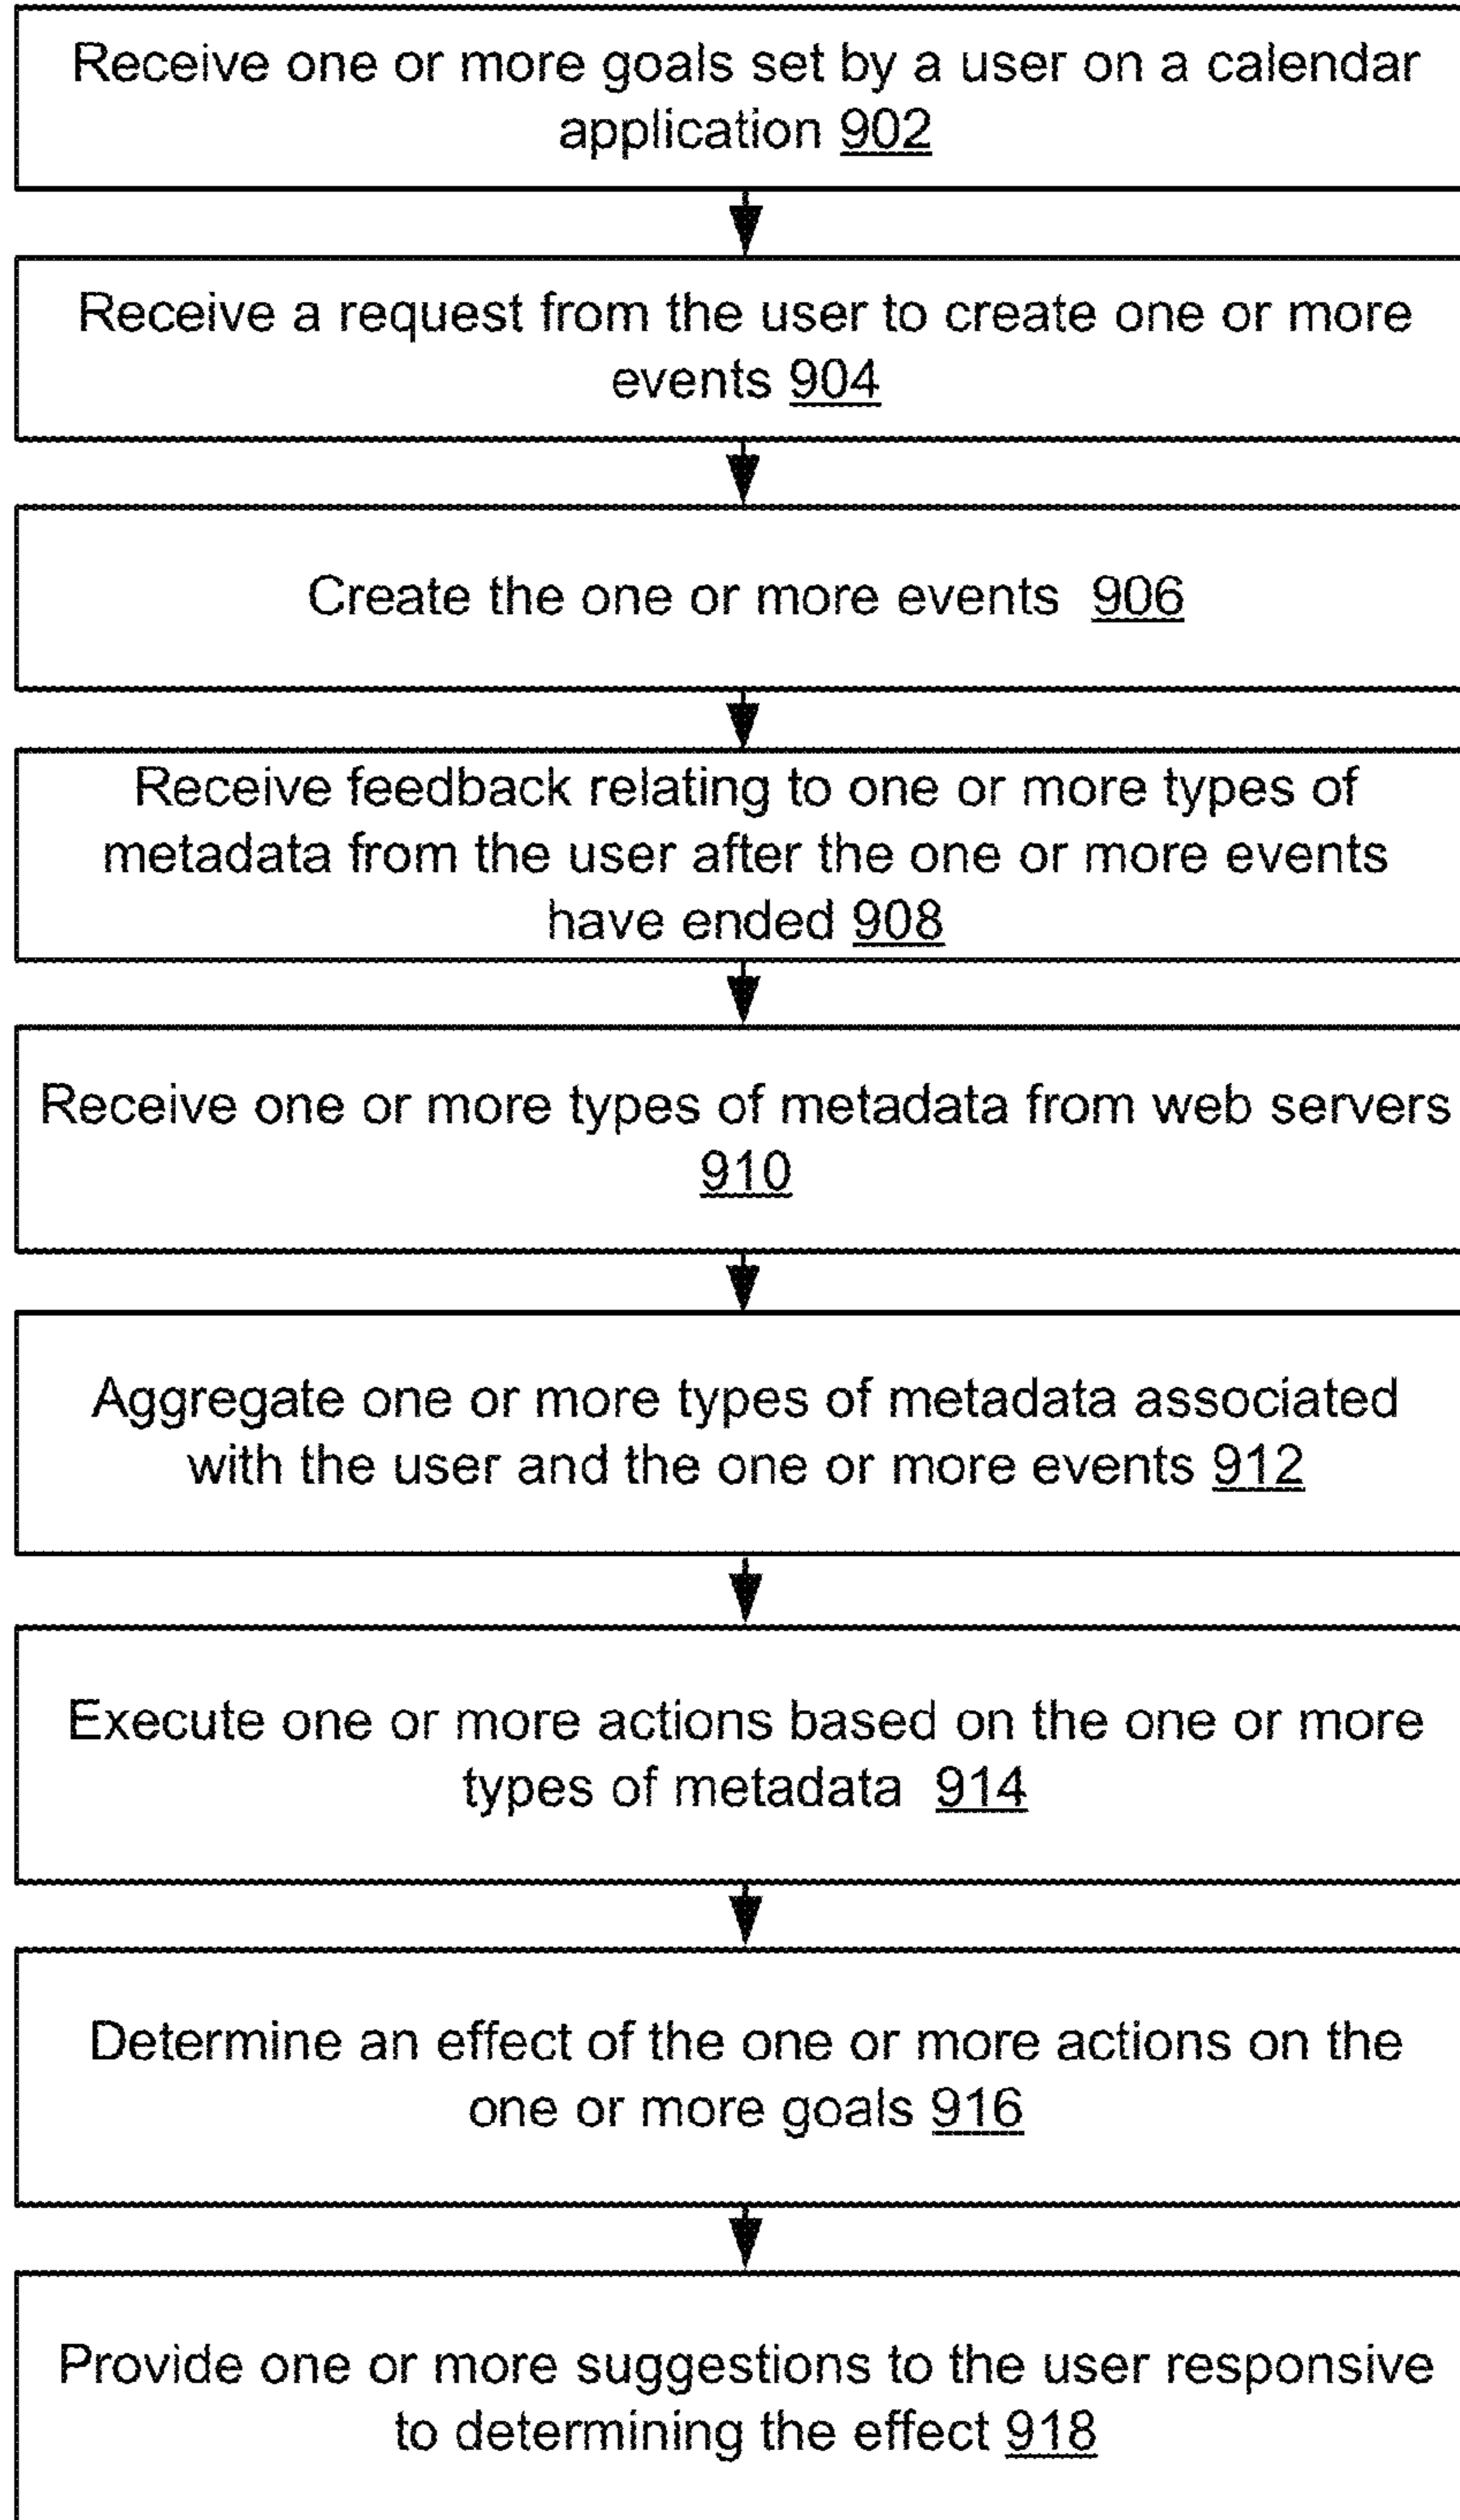 Receive one or more goals set by a user on a calendar
application 902
Receive a request from the user to create one or more
events 904
Create the one or more events 906
Receive feedback relating to one or more types of
metadata from the user after the one or more events
have ended 908
Receive one or more types of metadata from web servers
910
Aggregate one or more types of metadata associated
with the user and the one or more events 912
Execute one or more actions based on the one or more
types of metadata 914
Determine an effect of the one or more actions on the
one or more goals 916
Provide one or more suggestions to the user responsive
to determining the effect 918